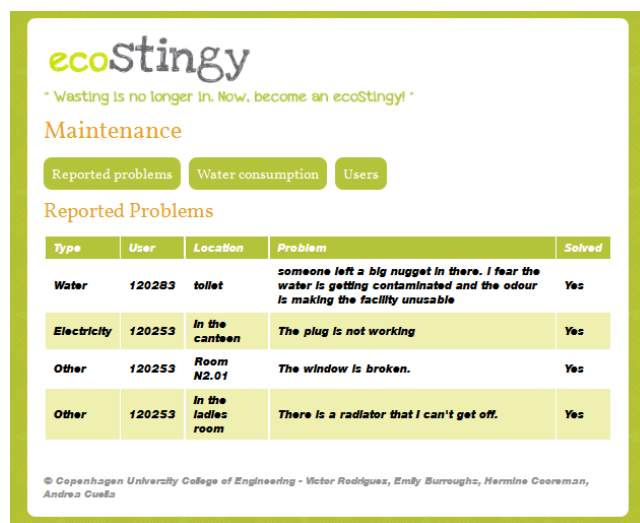 ecoStingy
" Wasting is no longer in. Now, become an ecoStingy! "
Maintenance
Reported problems Water consumption Users
Reported Problems
Type User Location Problem Solved
Water 120283 toilet someone left a big nugget in there. I fear the water is getting contaminated and the odour is making the facility unusable Yes
Electricity 120253 In the canteen The plug is not working Yes
Other 120253 Room N2.01 The window is broken. Yes
Other 120253 In the ladies room There is a radiator that I can't get off. Yes
© Copenhagen University College of Engineering - Victor Rodriguez, Emily Burroughs, Hermine Cooreman,
Andrea Cuella